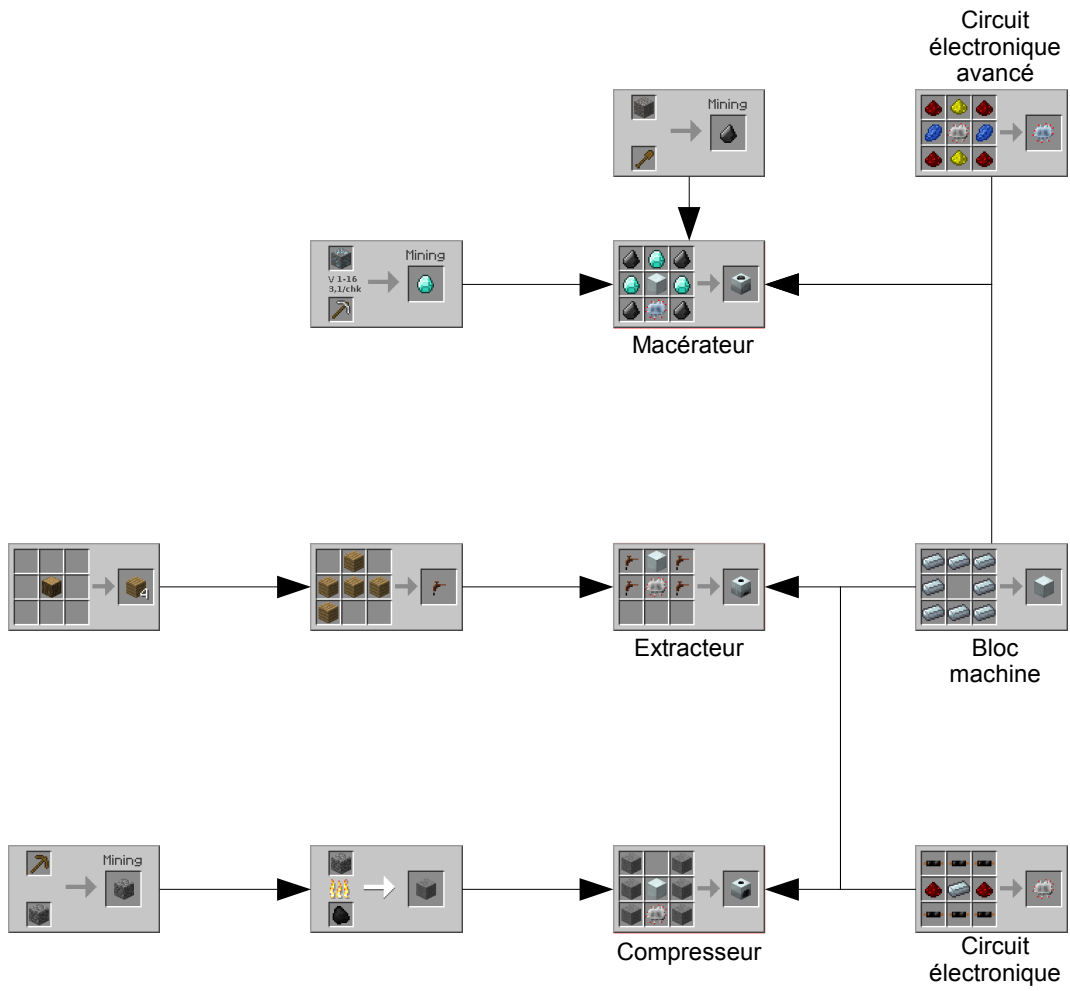 Circuit
électronique
avancé
Mining
Mining
V 1-16
3,1/chk
Macérateur
4
Extracteur
Bloc
machine
Mining
Compresseur
Circuit
électronique